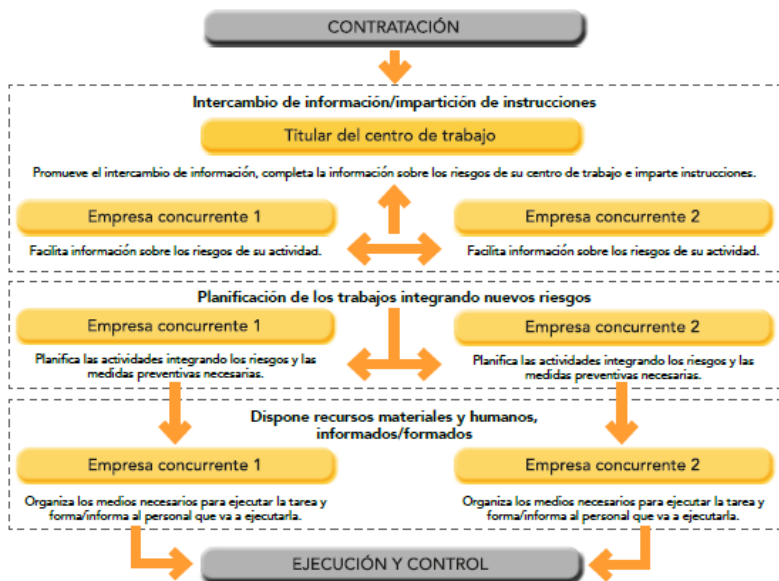 CONTRATACIÓN
Intercambio de información/impartición de instrucciones
Titular del centro de trabajo
Promueve el intercambio de información, completa la información sobre los riesgos de su centro de trabajo e imparte instrucciones.
Empresa concurrente 1
Facilita información sobre los riesgos de su actividad.
Empresa concurrente 2
Facilita información sobre los riesgos de su actividad.
Planificación de los trabajos integrando nuevos riesgos
Empresa concurrente 1
Planifica las actividades integrando los riesgos y las
medidas preventivas necesarias.
Empresa concurrente 2
Planifica las actividades integrando los riesgos y las
medidas preventivas necesarias.
Dispone recursos materiales y humanos,
informados/formados
Empresa concurrente 1
Organiza los medios necesarios para ejecutar la tarea y
forma/informa al personal que va a ejecutarla.
Empresa concurrente 2
Organiza los medios necesarios para ejecutar la tarea y
forma/informa al personal que va a ejecutarla.
EJECUCIÓN Y CONTROL